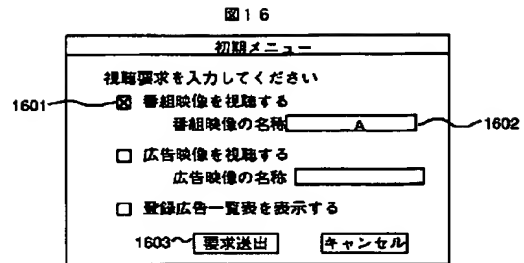 図16
初期メニュー
視聴要求を入力してください
1601 ☒ 番組映像を視聴する
番組映像の名称 A 1602
☐ 広告映像を視聴する
広告映像の名称
☐ 登録広告一覧表を表示する
1603 要求送出 キャンセル